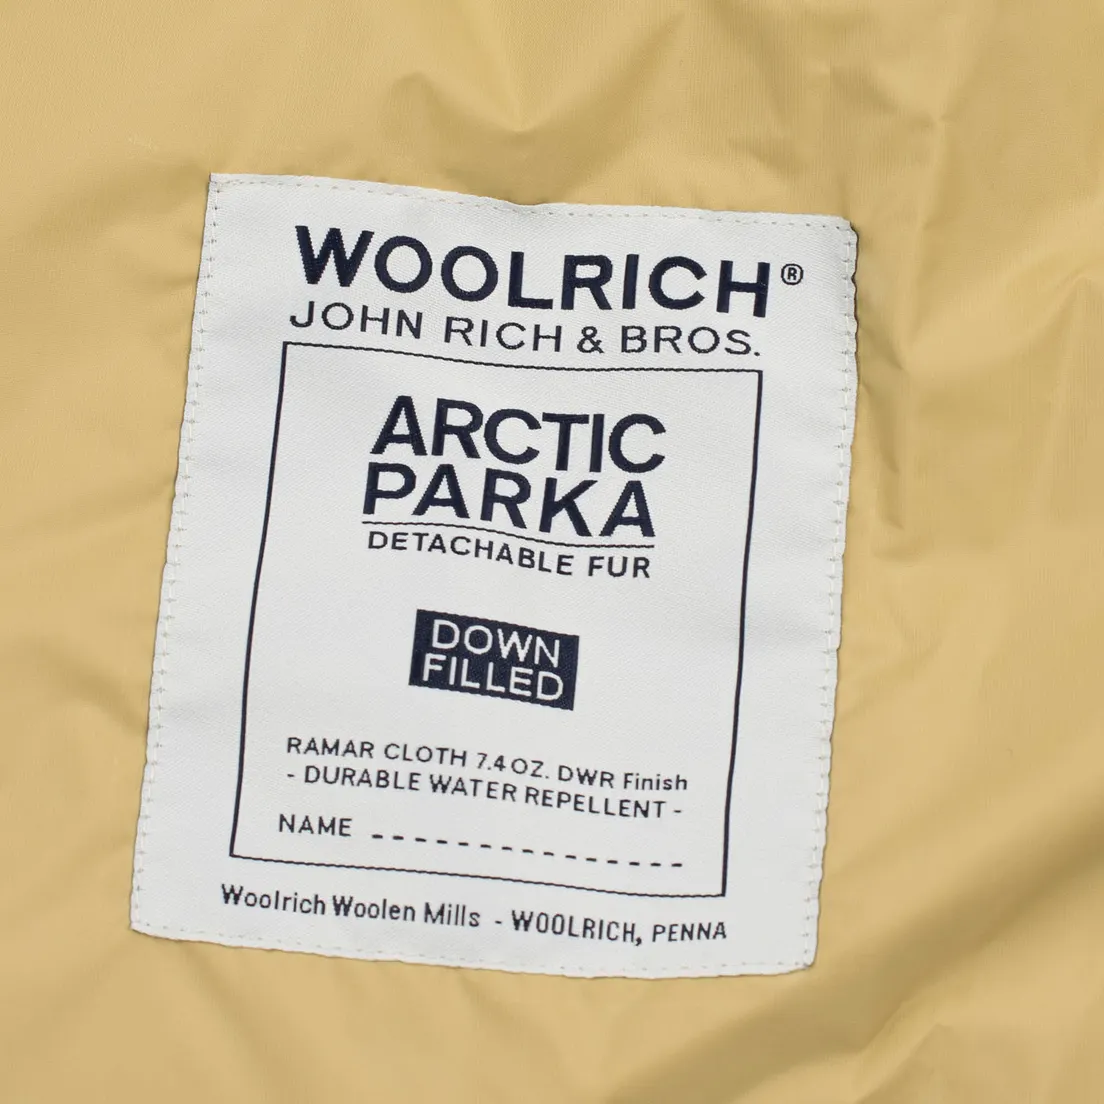 WOOLRICH®
JOHN RICH & BROS.
ARCTIC
PARKA
DETACHABLE FUR
DOWN
FILLED
RAMAR CLOTH 7.4 OZ. DWR Finish
- DURABLE WATER REPELLENT -
NAME ---------------
Woolrich Woolen Mills - WOOLRICH, PENNA